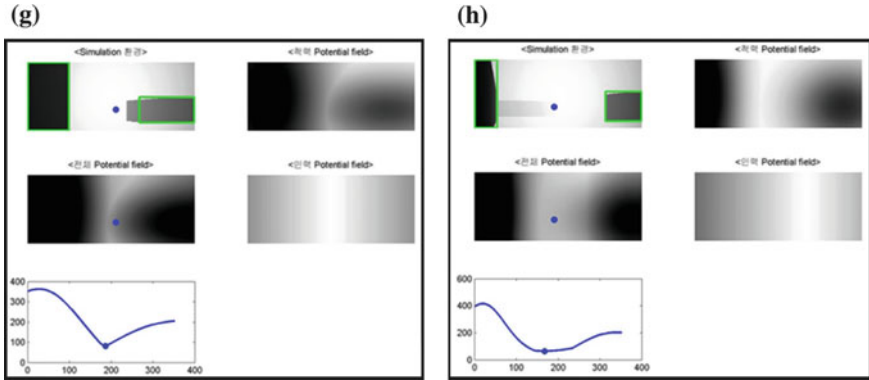 (g)
<Simulation 환경>
<척력 Potential field>
<전체 Potential field>
<인력 Potential field>
400
300
200
100
0
0 100 200 300 400
(h)
<Simulation 환경>
<척력 Potential field>
<전체 Potential field>
<인력 Potential field>
600
400
200
0
0 100 200 300 400